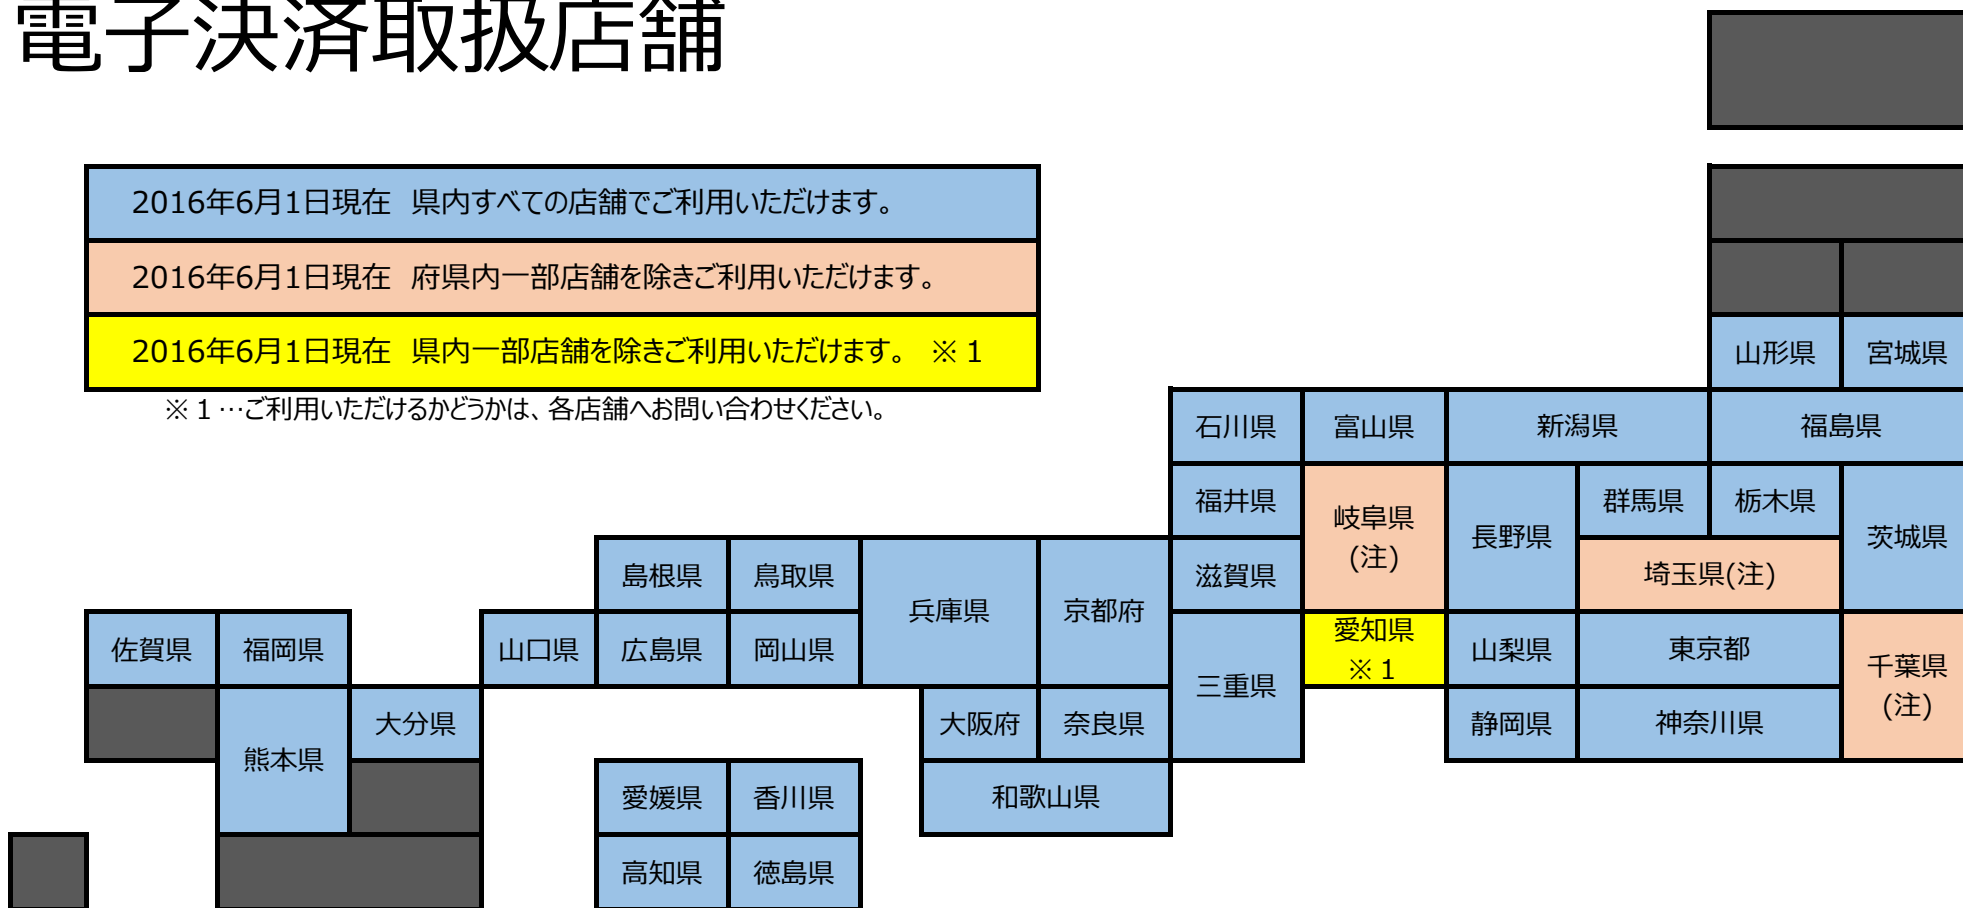 電子決済取扱店舗
2016年6月1日現在　県内すべての店舗でご利用いただけます。
2016年6月1日現在　府県内一部店舗を除きご利用いただけます。
2016年6月1日現在　県内一部店舗を除きご利用いただけます。　※１
※１…ご利用いただけるかどうかは、各店舗へお問い合わせください。
山形県
宮城県
石川県
富山県
新潟県
福島県
福井県
岐阜県
(注)
長野県
群馬県
栃木県
茨城県
島根県
鳥取県
兵庫県
京都府
滋賀県
埼玉県(注)
佐賀県
福岡県
山口県
広島県
岡山県
三重県
愛知県
※１
山梨県
東京都
千葉県
(注)
熊本県
大分県
大阪府
奈良県
静岡県
神奈川県
愛媛県
香川県
和歌山県
高知県
徳島県